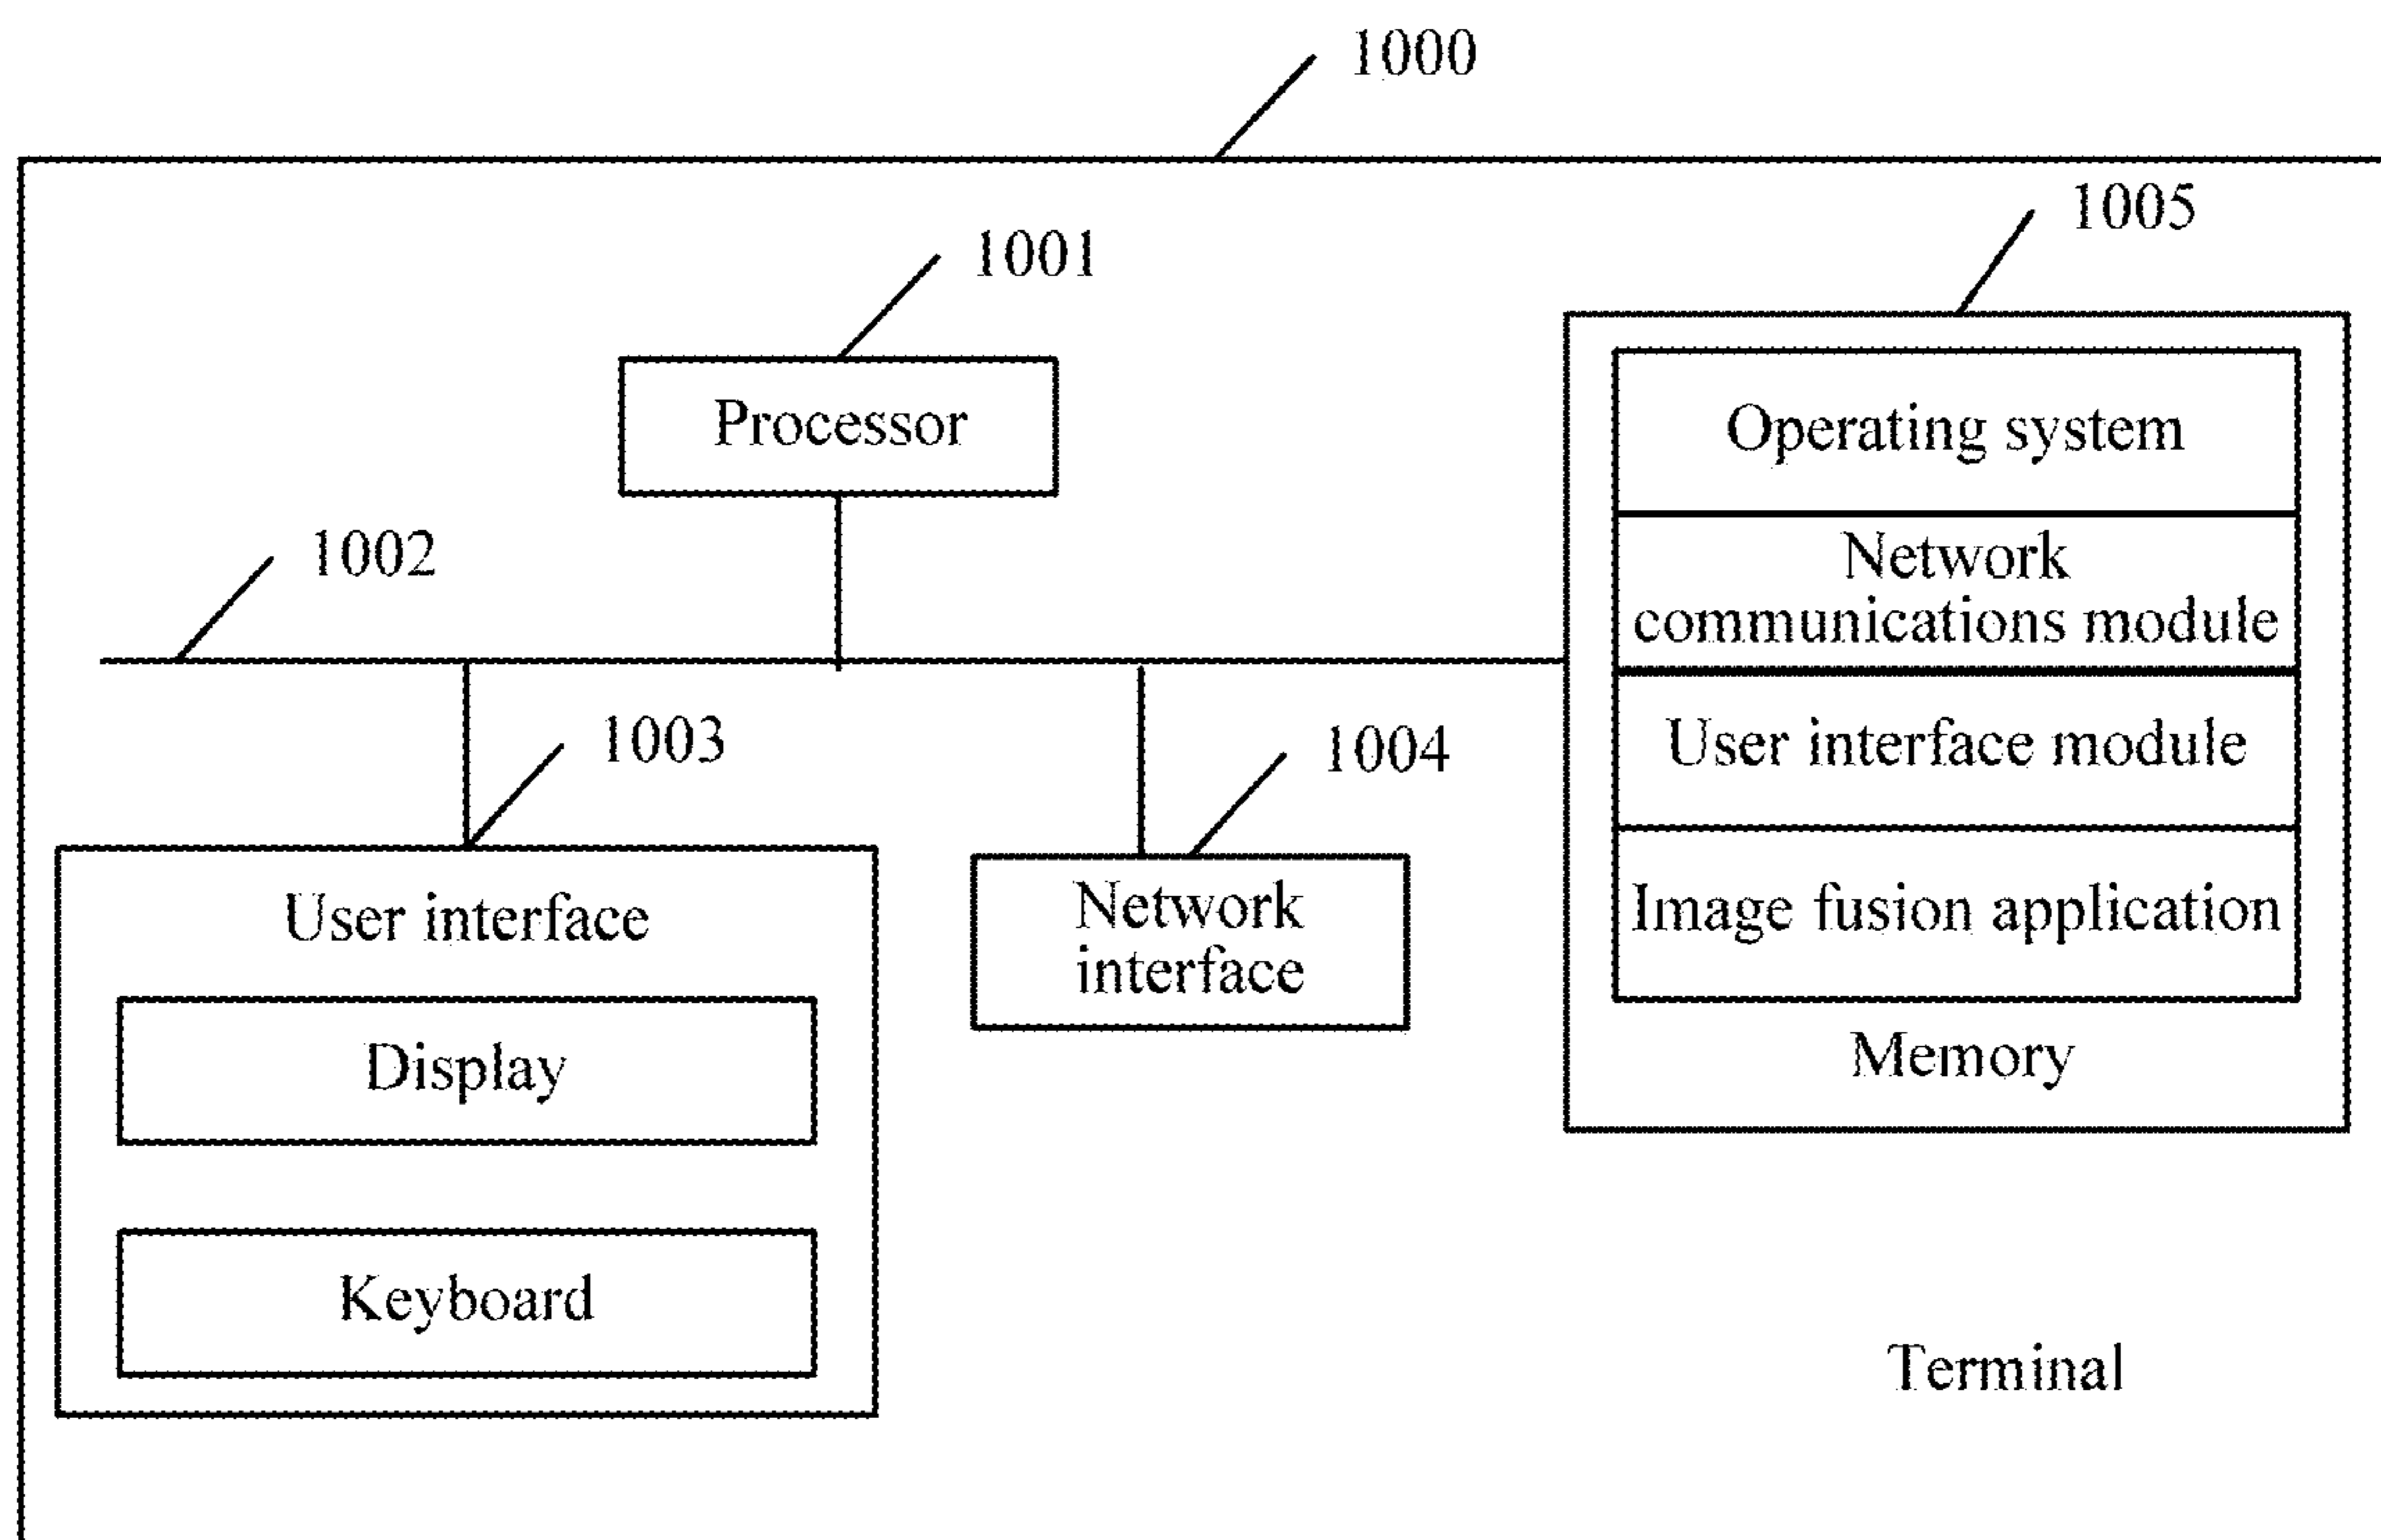 1000
1005
1001
Processor
Operating system
Network
communications module
1002
User interface module
1003
1004
Image fusion application
User interface
Network
interface
Display
Memory
Keyboard
Terminal